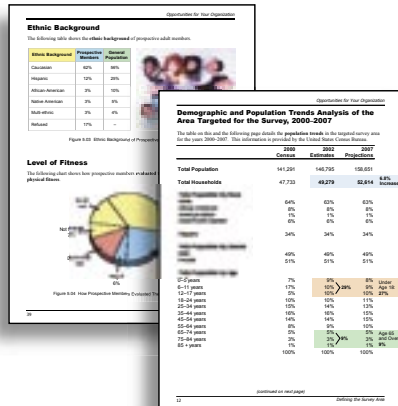 Opportunities for Your Organization
Ethnic Background
The following table shows the ethnic background of prospective adult members.
Ethnic Background Prospective Members General Population
Caucasian 62% 56%
Hispanic 12% 25%
African-American 3% 10%
Native American 3% 5%
Multi-ethnic 3% 4%
Refused 17% –
Figure 5.03 Ethnic Background of Prospective
Level of Fitness
The following chart shows how prospective members evaluated
physical fitness
6%
Figure 5.04 How Prospective Members Evaluated
Opportunities for Your Organization
Demographic and Population Trends Analysis of the
Area Targeted for the Survey, 2000–2007
The table on this and the following page details the population trends in the targeted survey area
for the years 2000–2007. This information is provided by the United States Census Bureau.
2000 Census 2002 Estimates 2007 Projections
Total Population 141,291 146,795 158,651
Total Households 47,733 49,279 52,614 6.8% Increase
64% 63% 63%
8% 8% 8%
1% 1% 1%
6% 6% 6%
34% 34% 34%
49% 49% 49%
51% 51% 51%
0–5 years 7% 9% 8% Under
6–11 years 17% 10% 29% 9% Age 18
12–17 years 5% 10% 10% 27%
18–24 years 10% 10% 11%
25–34 years 15% 14% 13%
35–44 years 16% 16% 15%
45–54 years 14% 14% 15%
55–64 years 8% 9% 10%
65–74 years 5% 5% 5% Age 65
75–84 years 3% 3% 9% 3% and Over
85 + years 1% 1% 1% 9%
100% 100% 100%
(continued on next page)
12 Defining the Survey Area